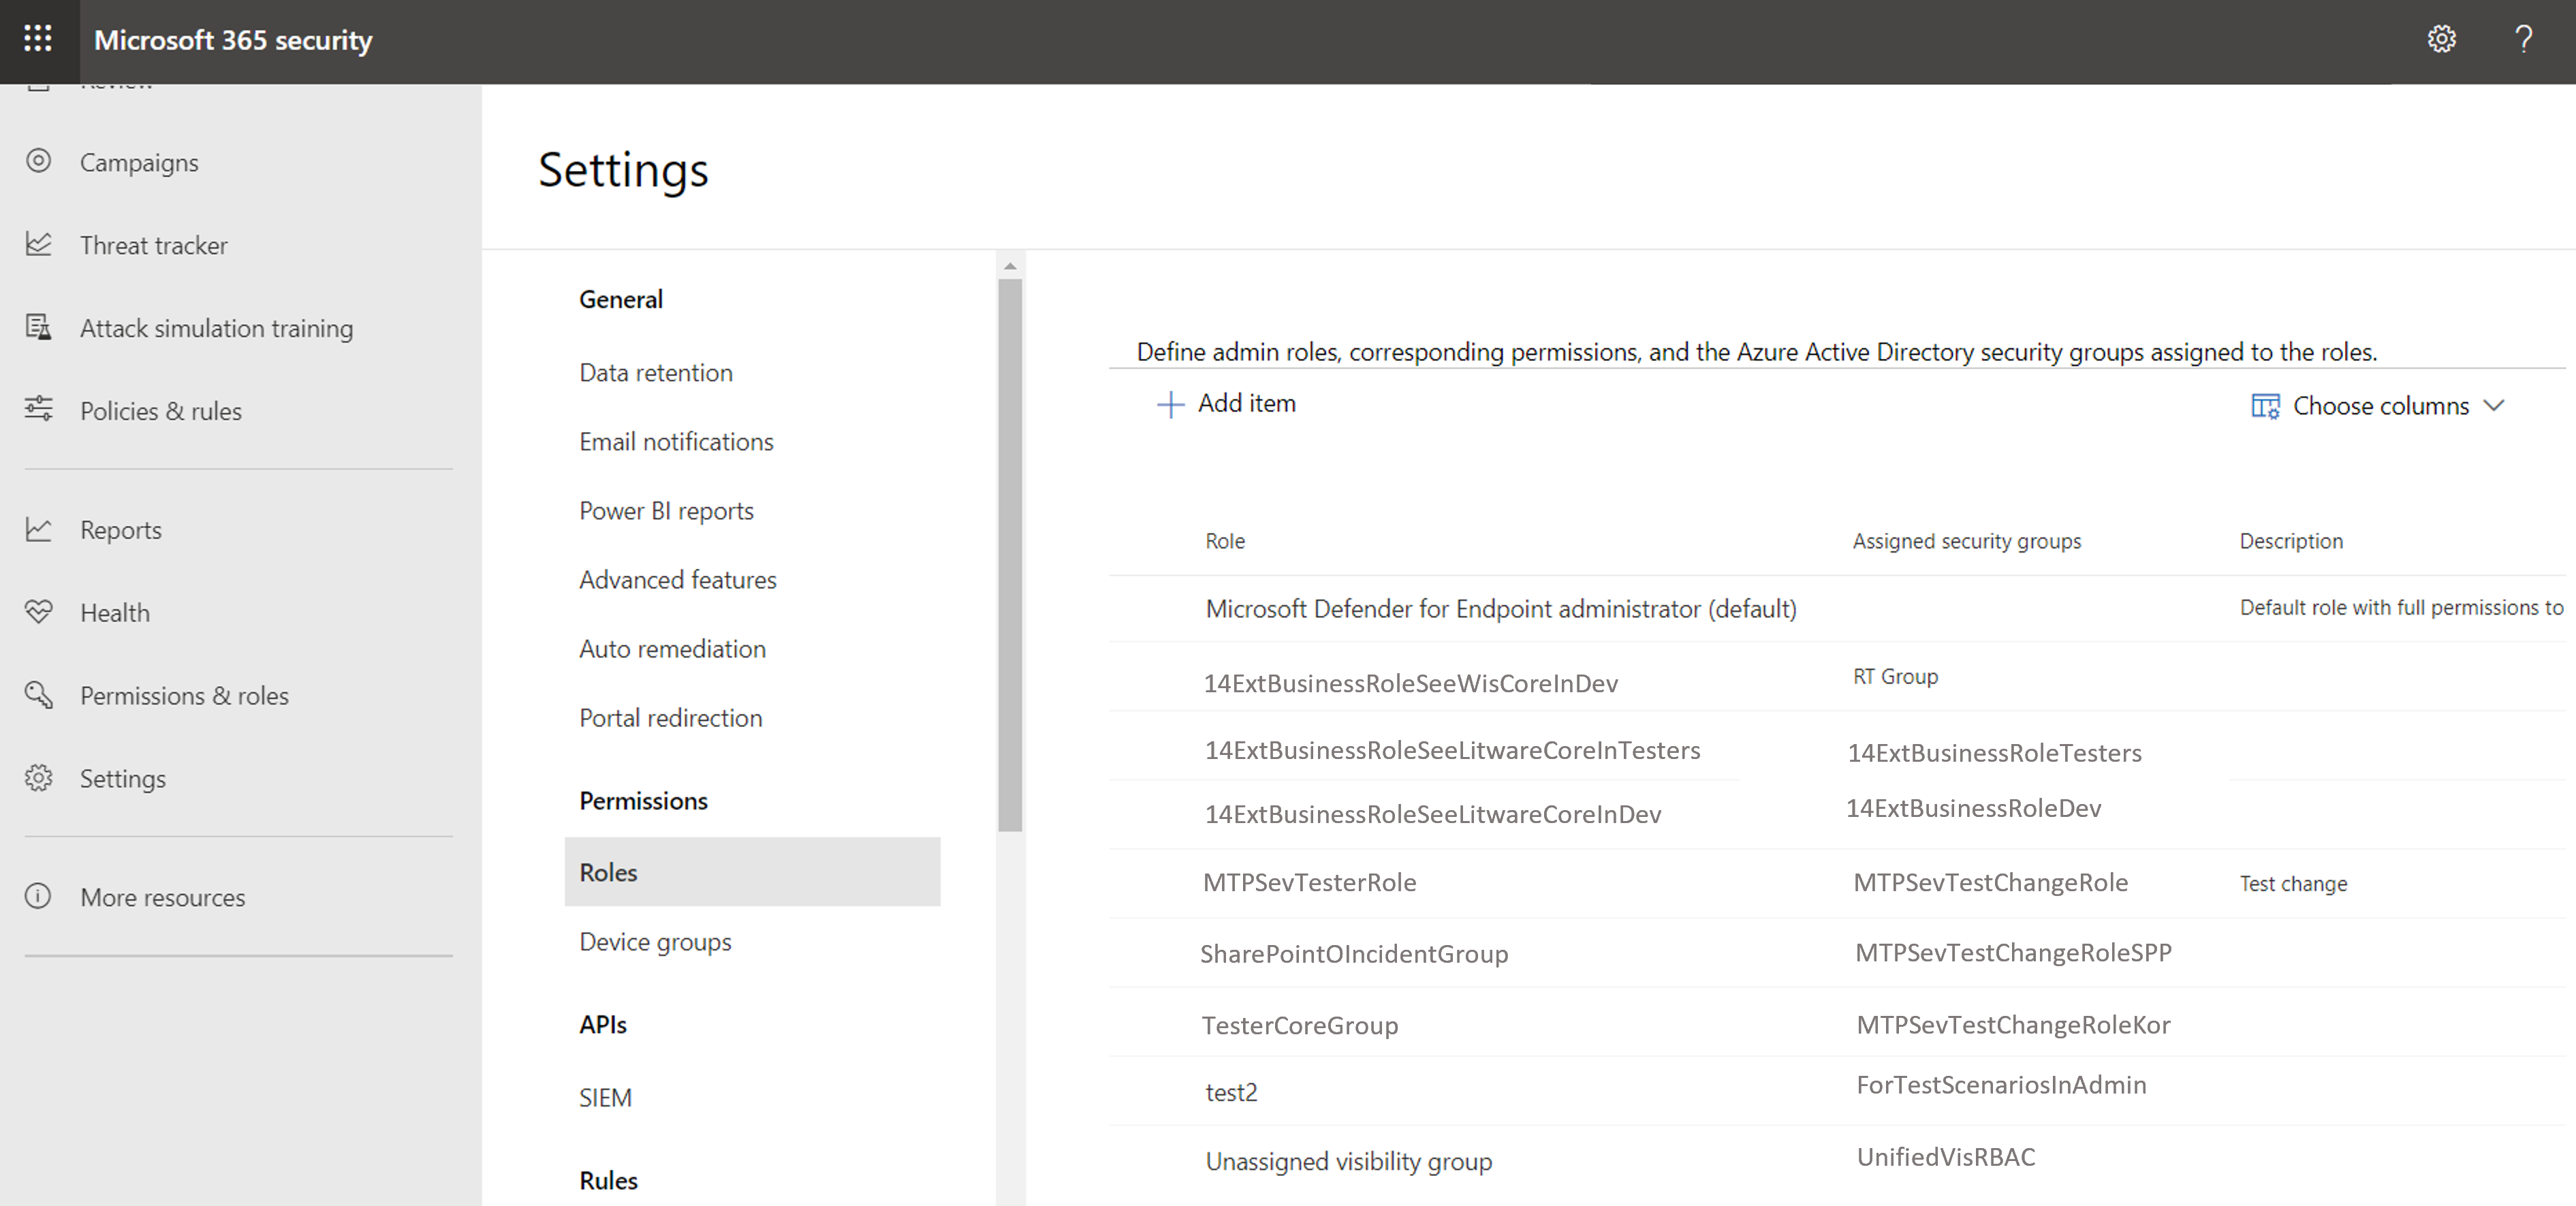 Microsoft 365 security
?
Review
Campaigns
Threat tracker
Attack simulation training
Policies & rules
Reports
Health
Permissions & roles
Settings
More resources
Settings
General
Data retention
Email notifications
Power BI reports
Advanced features
Auto remediation
Portal redirection
Permissions
Roles
Device groups
APIs
SIEM
Rules
Define admin roles, corresponding permissions, and the Azure Active Directory security groups assigned to the roles.
Add item Choose columns
Role Assigned security groups Description
Microsoft Defender for Endpoint administrator (default) Default role with full permissions to
14ExtBusinessRoleSeeWisCoreInDev RT Group
14ExtBusinessRoleSeeLitwareCoreInTesters 14ExtBusinessRoleTesters
14ExtBusinessRoleSeeLitwareCoreInDev 14ExtBusinessRoleDev
MTPSevTesterRole MTPSevTestChangeRole Test change
SharePointOIncidentGroup MTPSevTestChangeRoleSPP
TesterCoreGroup MTPSevTestChangeRoleKor
test2 ForTestScenariosInAdmin
Unassigned visibility group UnifiedVisRBAC